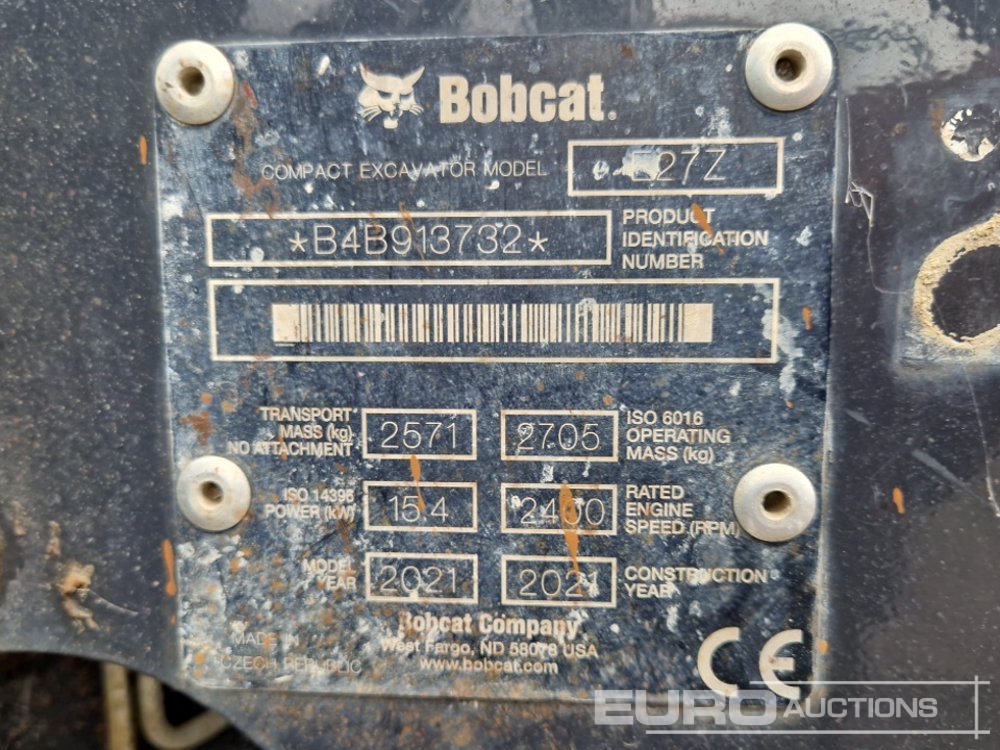 Bobcat.
COMPACT EXCAVATOR MODEL E27Z
*B4B913732*
PRODUCT
IDENTIFICATION
NUMBER
TRANSPORT
MASS (kg)
NO ATTACHMENT
2571
2705
ISO 6016
OPERATING
MASS (kg)
ISO 14396
POWER (kW)
15.4
2400
RATED
ENGINE
SPEED (RPM)
MODEL
YEAR
2021
2021
CONSTRUCTION
YEAR
Bobcat Company
West Fargo, ND 58078 USA
www.bobcat.com
MADE IN
CZECH REPUBLIC
CE
EURO AUCTIONS